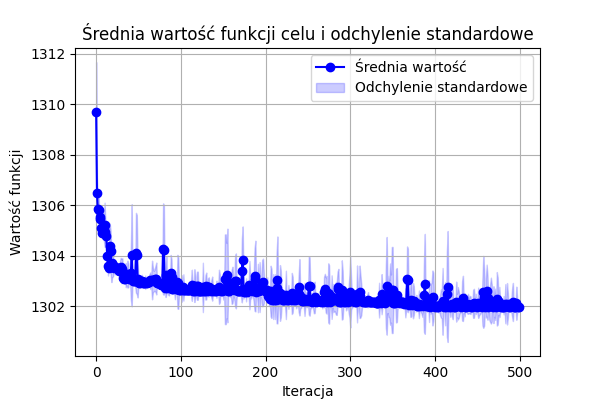 Średnia wartość funkcji celu i odchylenie standardowe
Średnia wartość
Odchylenie standardowe
Wartość funkcji
1312
1310
1308
1306
1304
1302
0 100 200 300 400 500
Iteracja